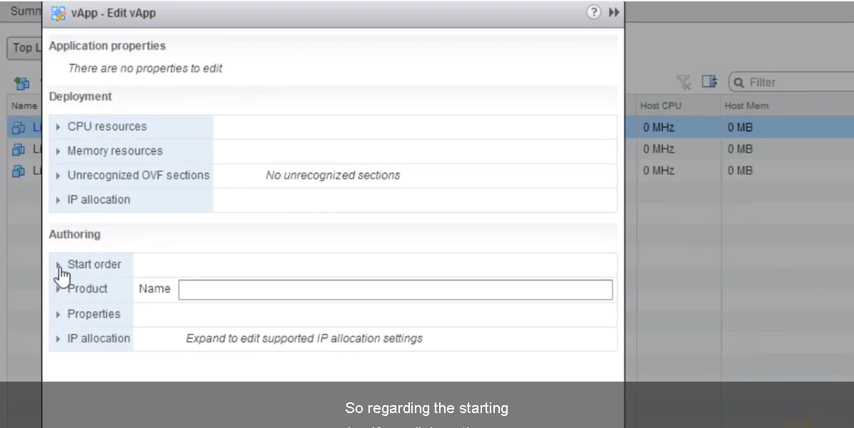 Summ
vApp - Edit vApp
Application properties
Top L
There are no properties to edit
Deployment
Filter
Name
Host CPU
Host Mem
CPU resources
Li
0 MHz
0 MB
Memory resources
Li
0 MHz
0 MB
Unrecognized OVF sections
No unrecognized sections
Li
0 MHz
0 MB
IP allocation
Authoring
Start order
Product
Name
Properties
IP allocation
Expand to edit supported IP allocation settings
So regarding the starting